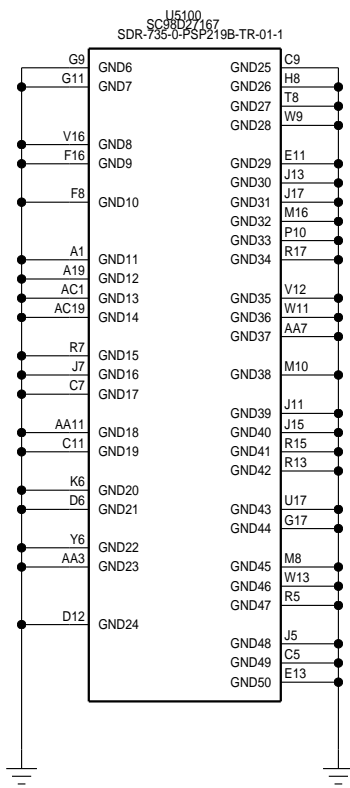 U5100
SC98D27167
SDR-735-0-PSP219B-TR-01-1
G9 GND6 GND25 C9
G11 GND7 GND26 H8
GND27 T8
GND28 W9
V16 GND8
F16 GND9 GND29 E11
GND30 J13
F8 GND10 GND31 J17
GND32 M16
GND33 P10
A1 GND11 GND34 R17
A19 GND12
AC1 GND13 GND35 V12
AC19 GND14 GND36 W11
GND37 AA7
R7 GND15
J7 GND16 GND38 M10
C7 GND17
GND39 J11
AA11 GND18 GND40 J15
C11 GND19 GND41 R15
GND42 R13
K6 GND20
D6 GND21 GND43 U17
GND44 G17
Y6 GND22
AA3 GND23 GND45 M8
GND46 W13
GND47 R5
D12 GND24
GND48 J5
GND49 C5
GND50 E13